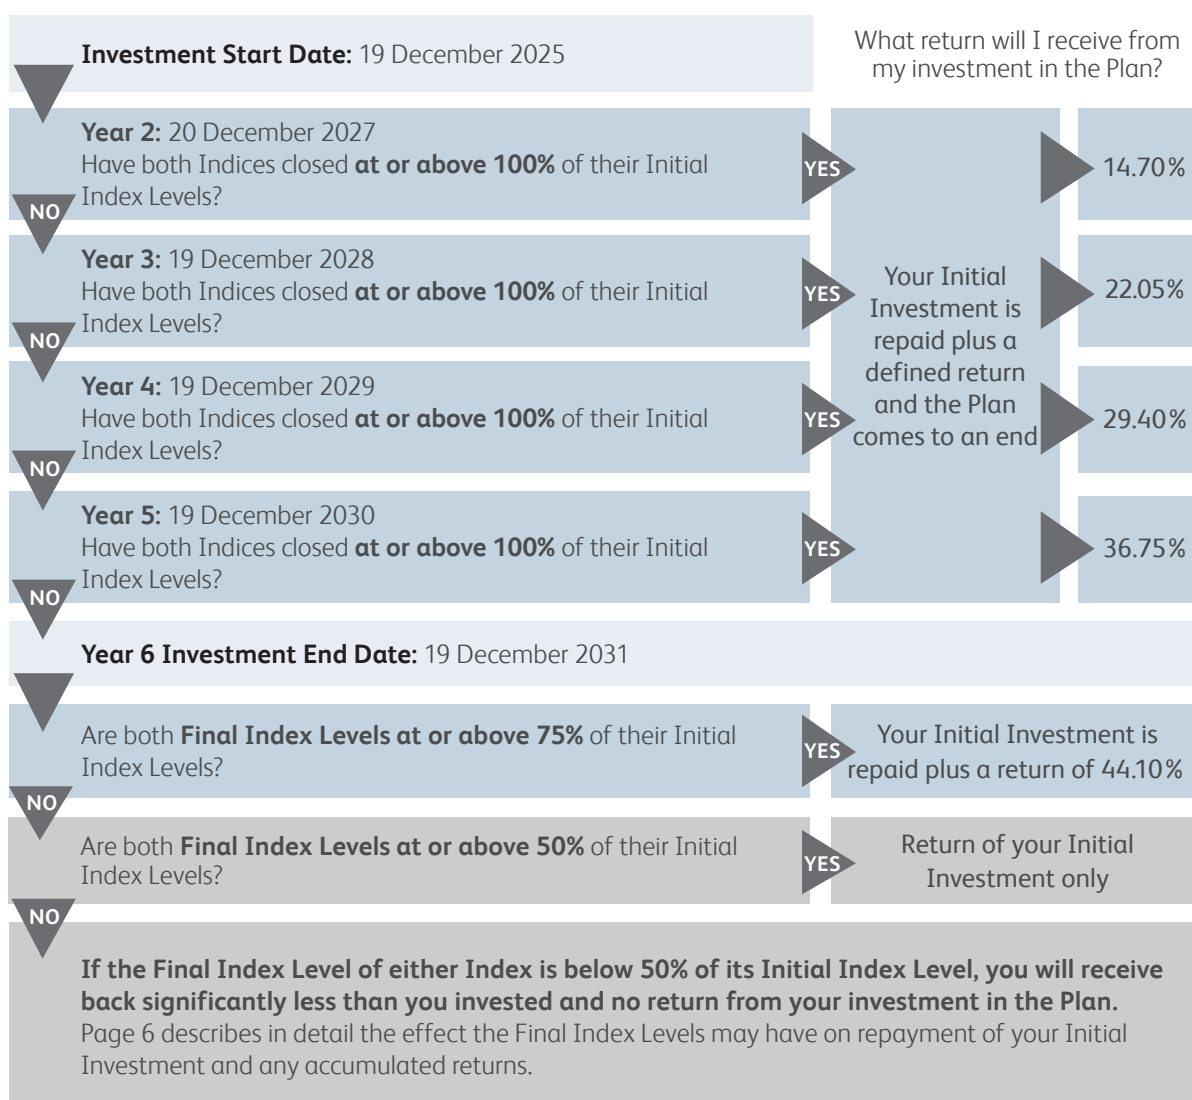 Investment Start Date: 19 December 2025
What return will I receive from
my investment in the Plan?
Year 2: 20 December 2027
Have both Indices closed at or above 100% of their Initial
Index Levels?
YES
14.70%
NO
Year 3: 19 December 2028
Have both Indices closed at or above 100% of their Initial
Index Levels?
YES
Your Initial
Investment is
repaid plus a
defined return
and the Plan
comes to an end
22.05%
NO
Year 4: 19 December 2029
Have both Indices closed at or above 100% of their Initial
Index Levels?
YES
29.40%
NO
Year 5: 19 December 2030
Have both Indices closed at or above 100% of their Initial
Index Levels?
YES
36.75%
NO
Year 6 Investment End Date: 19 December 2031
Are both Final Index Levels at or above 75% of their Initial
Index Levels?
YES
Your Initial Investment is
repaid plus a return of 44.10%
NO
Are both Final Index Levels at or above 50% of their Initial
Index Levels?
YES
Return of your Initial
Investment only
NO
If the Final Index Level of either Index is below 50% of its Initial Index Level, you will receive
back significantly less than you invested and no return from your investment in the Plan.
Page 6 describes in detail the effect the Final Index Levels may have on repayment of your Initial
Investment and any accumulated returns.